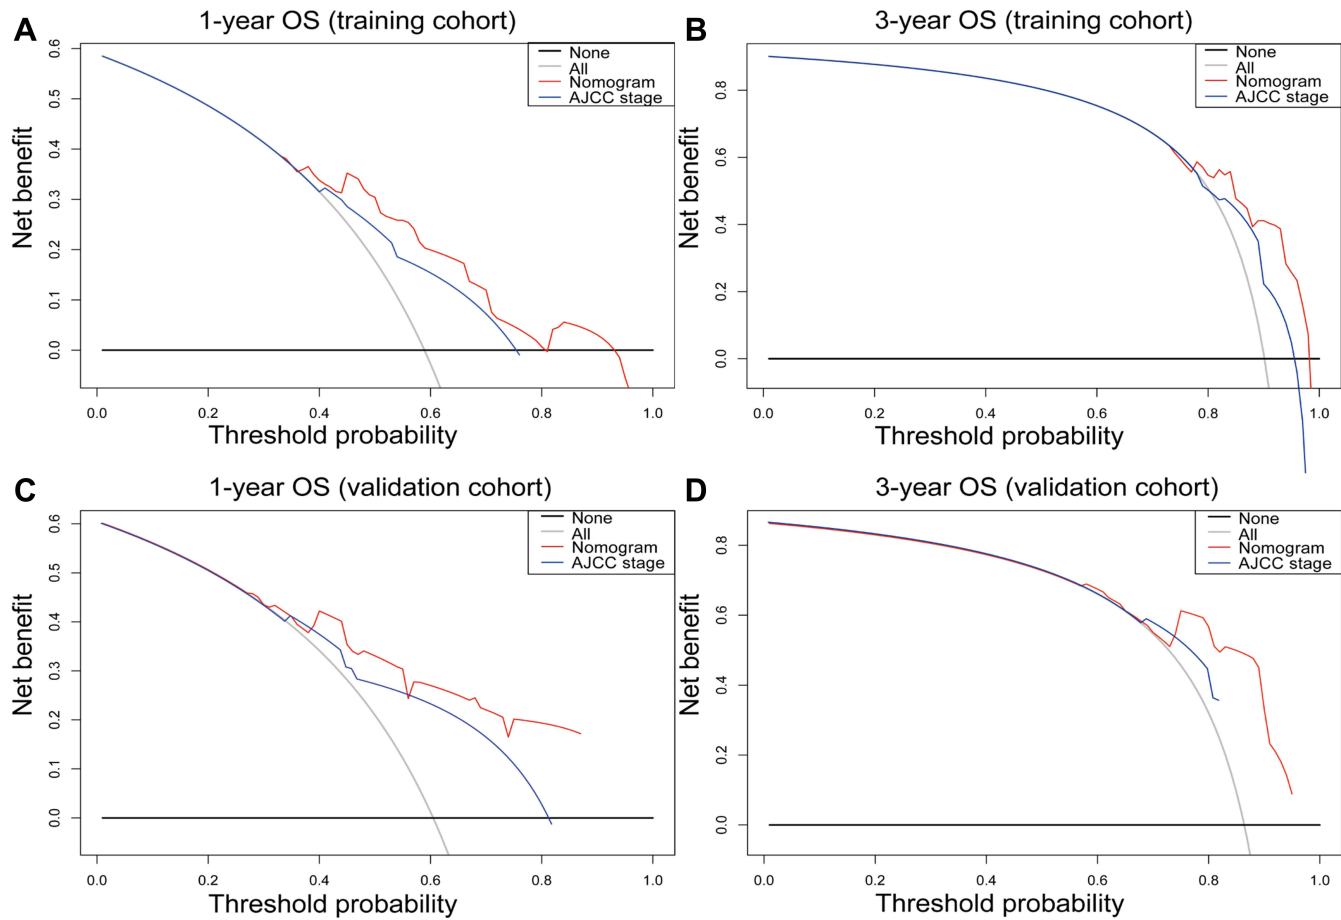 A
1-year OS (training cohort)
None
All
Nomogram
AJCC stage
Net benefit
0.6
0.5
0.4
0.3
0.2
0.1
0.0
0.0 0.2 0.4 0.6 0.8 1.0
Threshold probability
B
3-year OS (training cohort)
None
All
Nomogram
AJCC stage
Net benefit
0.8
0.6
0.4
0.2
0.0
0.0 0.2 0.4 0.6 0.8 1.0
Threshold probability
C
1-year OS (validation cohort)
None
All
Nomogram
AJCC stage
Net benefit
0.6
0.5
0.4
0.3
0.2
0.1
0.0
0.0 0.2 0.4 0.6 0.8 1.0
Threshold probability
D
3-year OS (validation cohort)
None
All
Nomogram
AJCC stage
Net benefit
0.8
0.6
0.4
0.2
0.0
0.0 0.2 0.4 0.6 0.8 1.0
Threshold probability